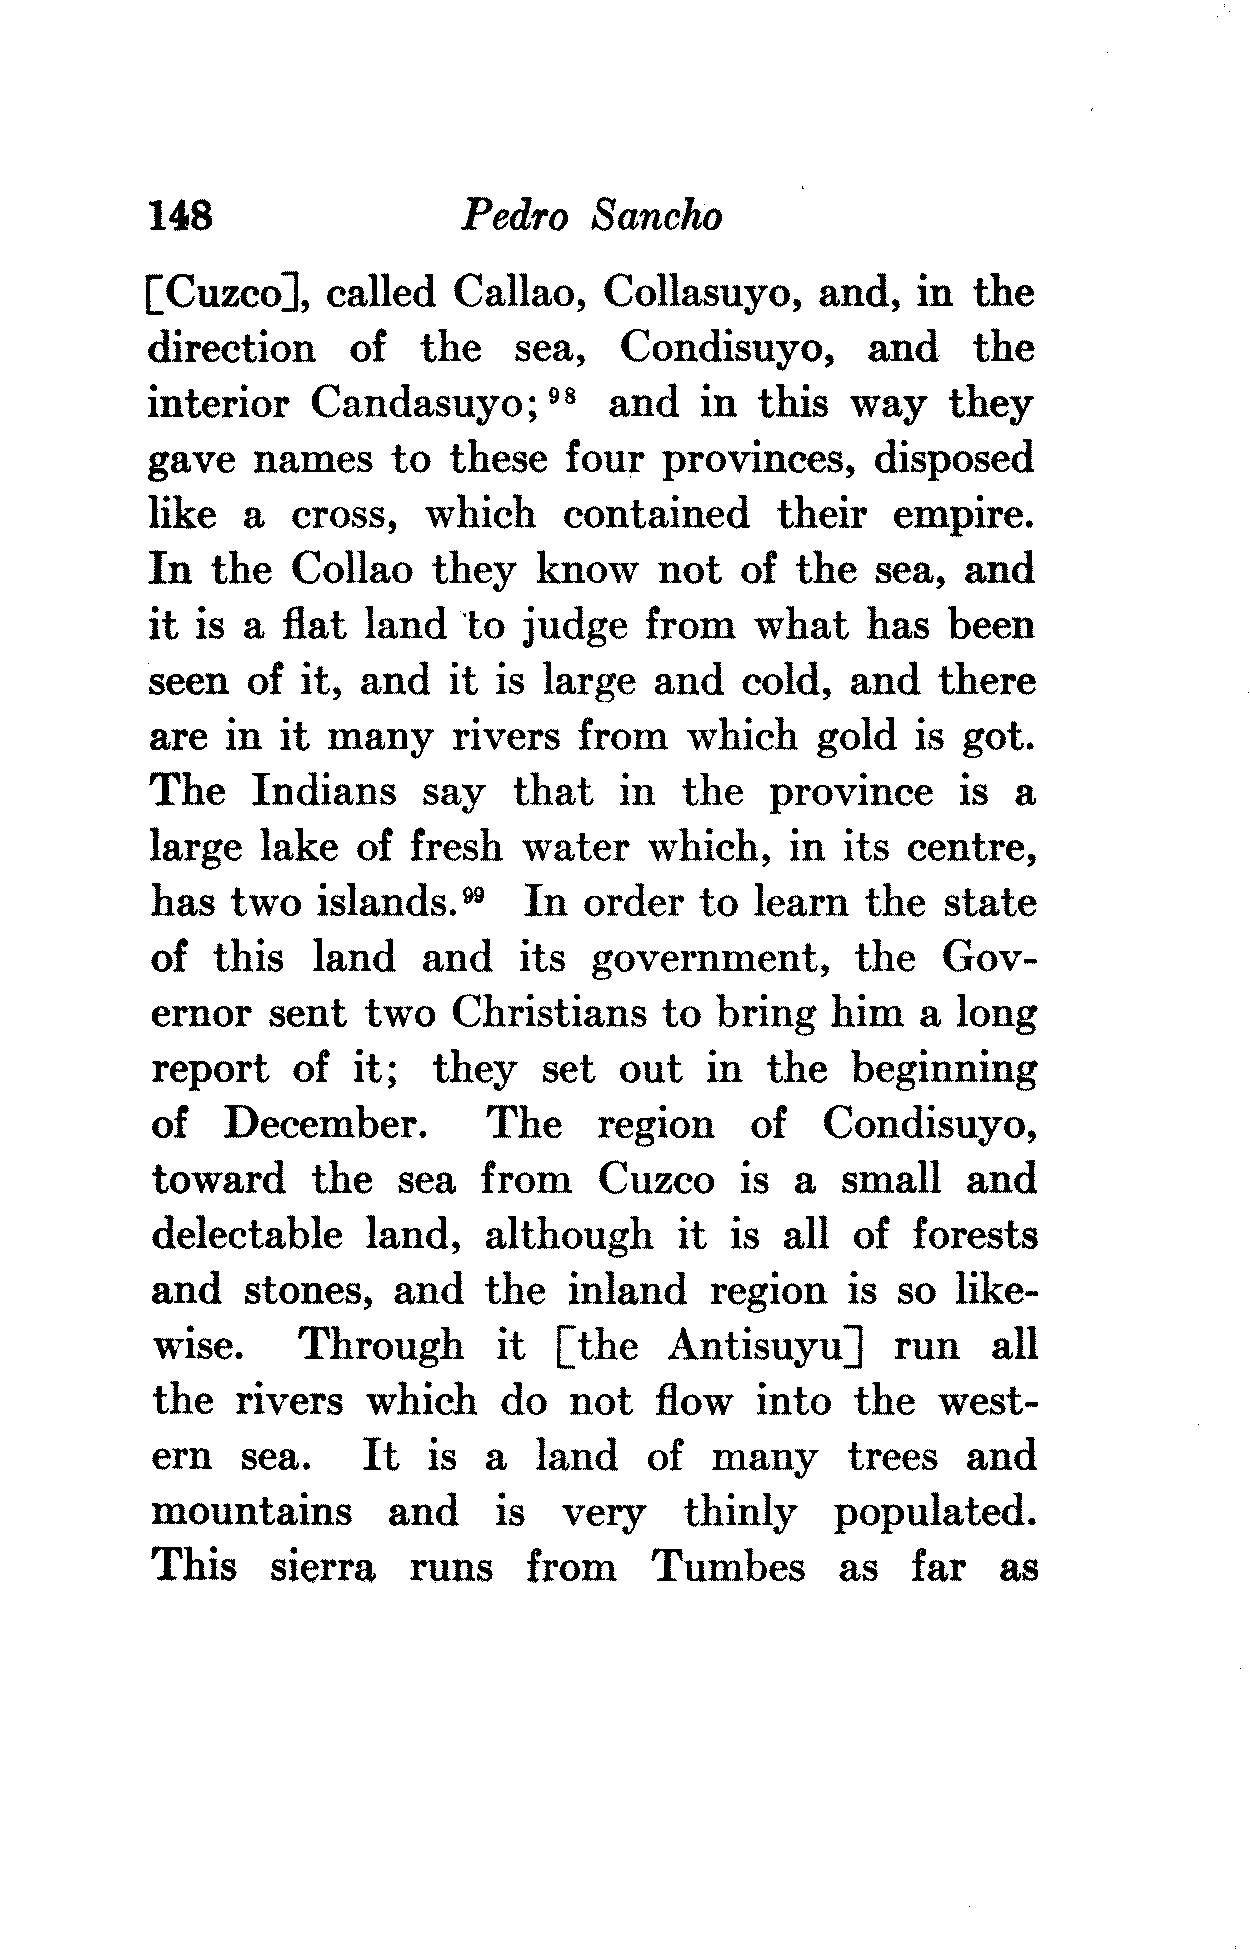 148 Pedro Sancho
[Cuzco], called Callao, Collasuyo, and, in the
direction of the sea, Condisuyo, and the
interior Candasuyo; 98 and in this way they
gave names to these four provinces, disposed
like a cross, which contained their empire.
In the Collao they know not of the sea, and
it is a flat land to judge from what has been
seen of it, and it is large and cold, and there
are in it many rivers from which gold is got.
The Indians say that in the province is a
large lake of fresh water which, in its centre,
has two islands.99 In order to learn the state
of this land and its government, the Gov-
ernor sent two Christians to bring him a long
report of it; they set out in the beginning
of December. The region of Condisuyo,
toward the sea from Cuzco is a small and
delectable land, although it is all of forests
and stones, and the inland region is so like-
wise. Through it [the Antisuyu] run all
the rivers which do not flow into the west-
ern sea. It is a land of many trees and
mountains and is very thinly populated.
This sierra runs from Tumbes as far as